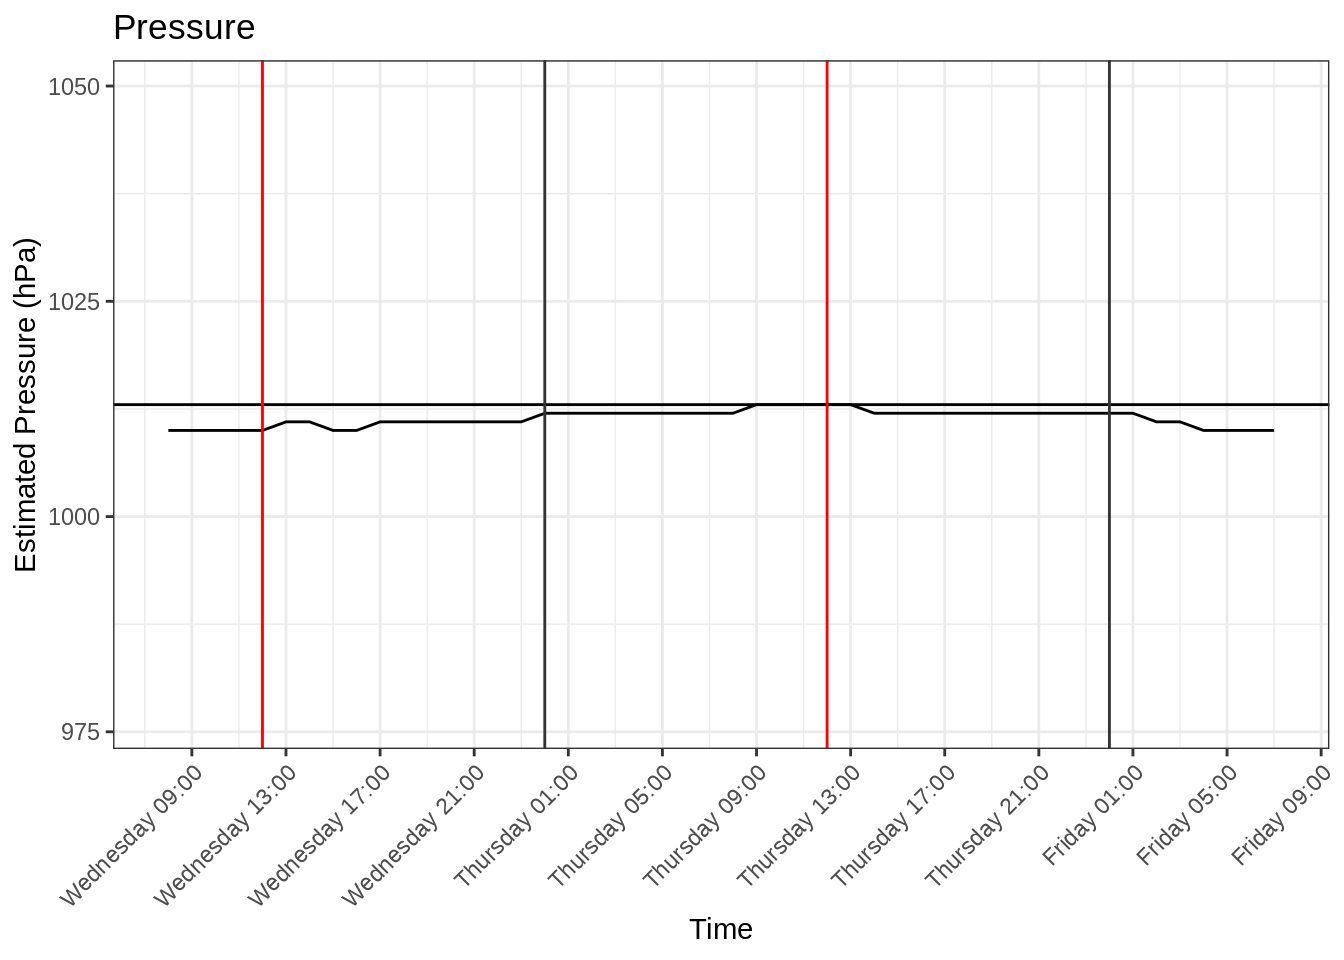 Pressure
Estimated Pressure (hPa)
1050
1025
1000
975
Wednesday 09:00
Wednesday 13:00
Wednesday 17:00
Wednesday 21:00
Thursday 01:00
Thursday 05:00
Thursday 09:00
Thursday 13:00
Thursday 17:00
Thursday 21:00
Friday 01:00
Friday 05:00
Friday 09:00
Time